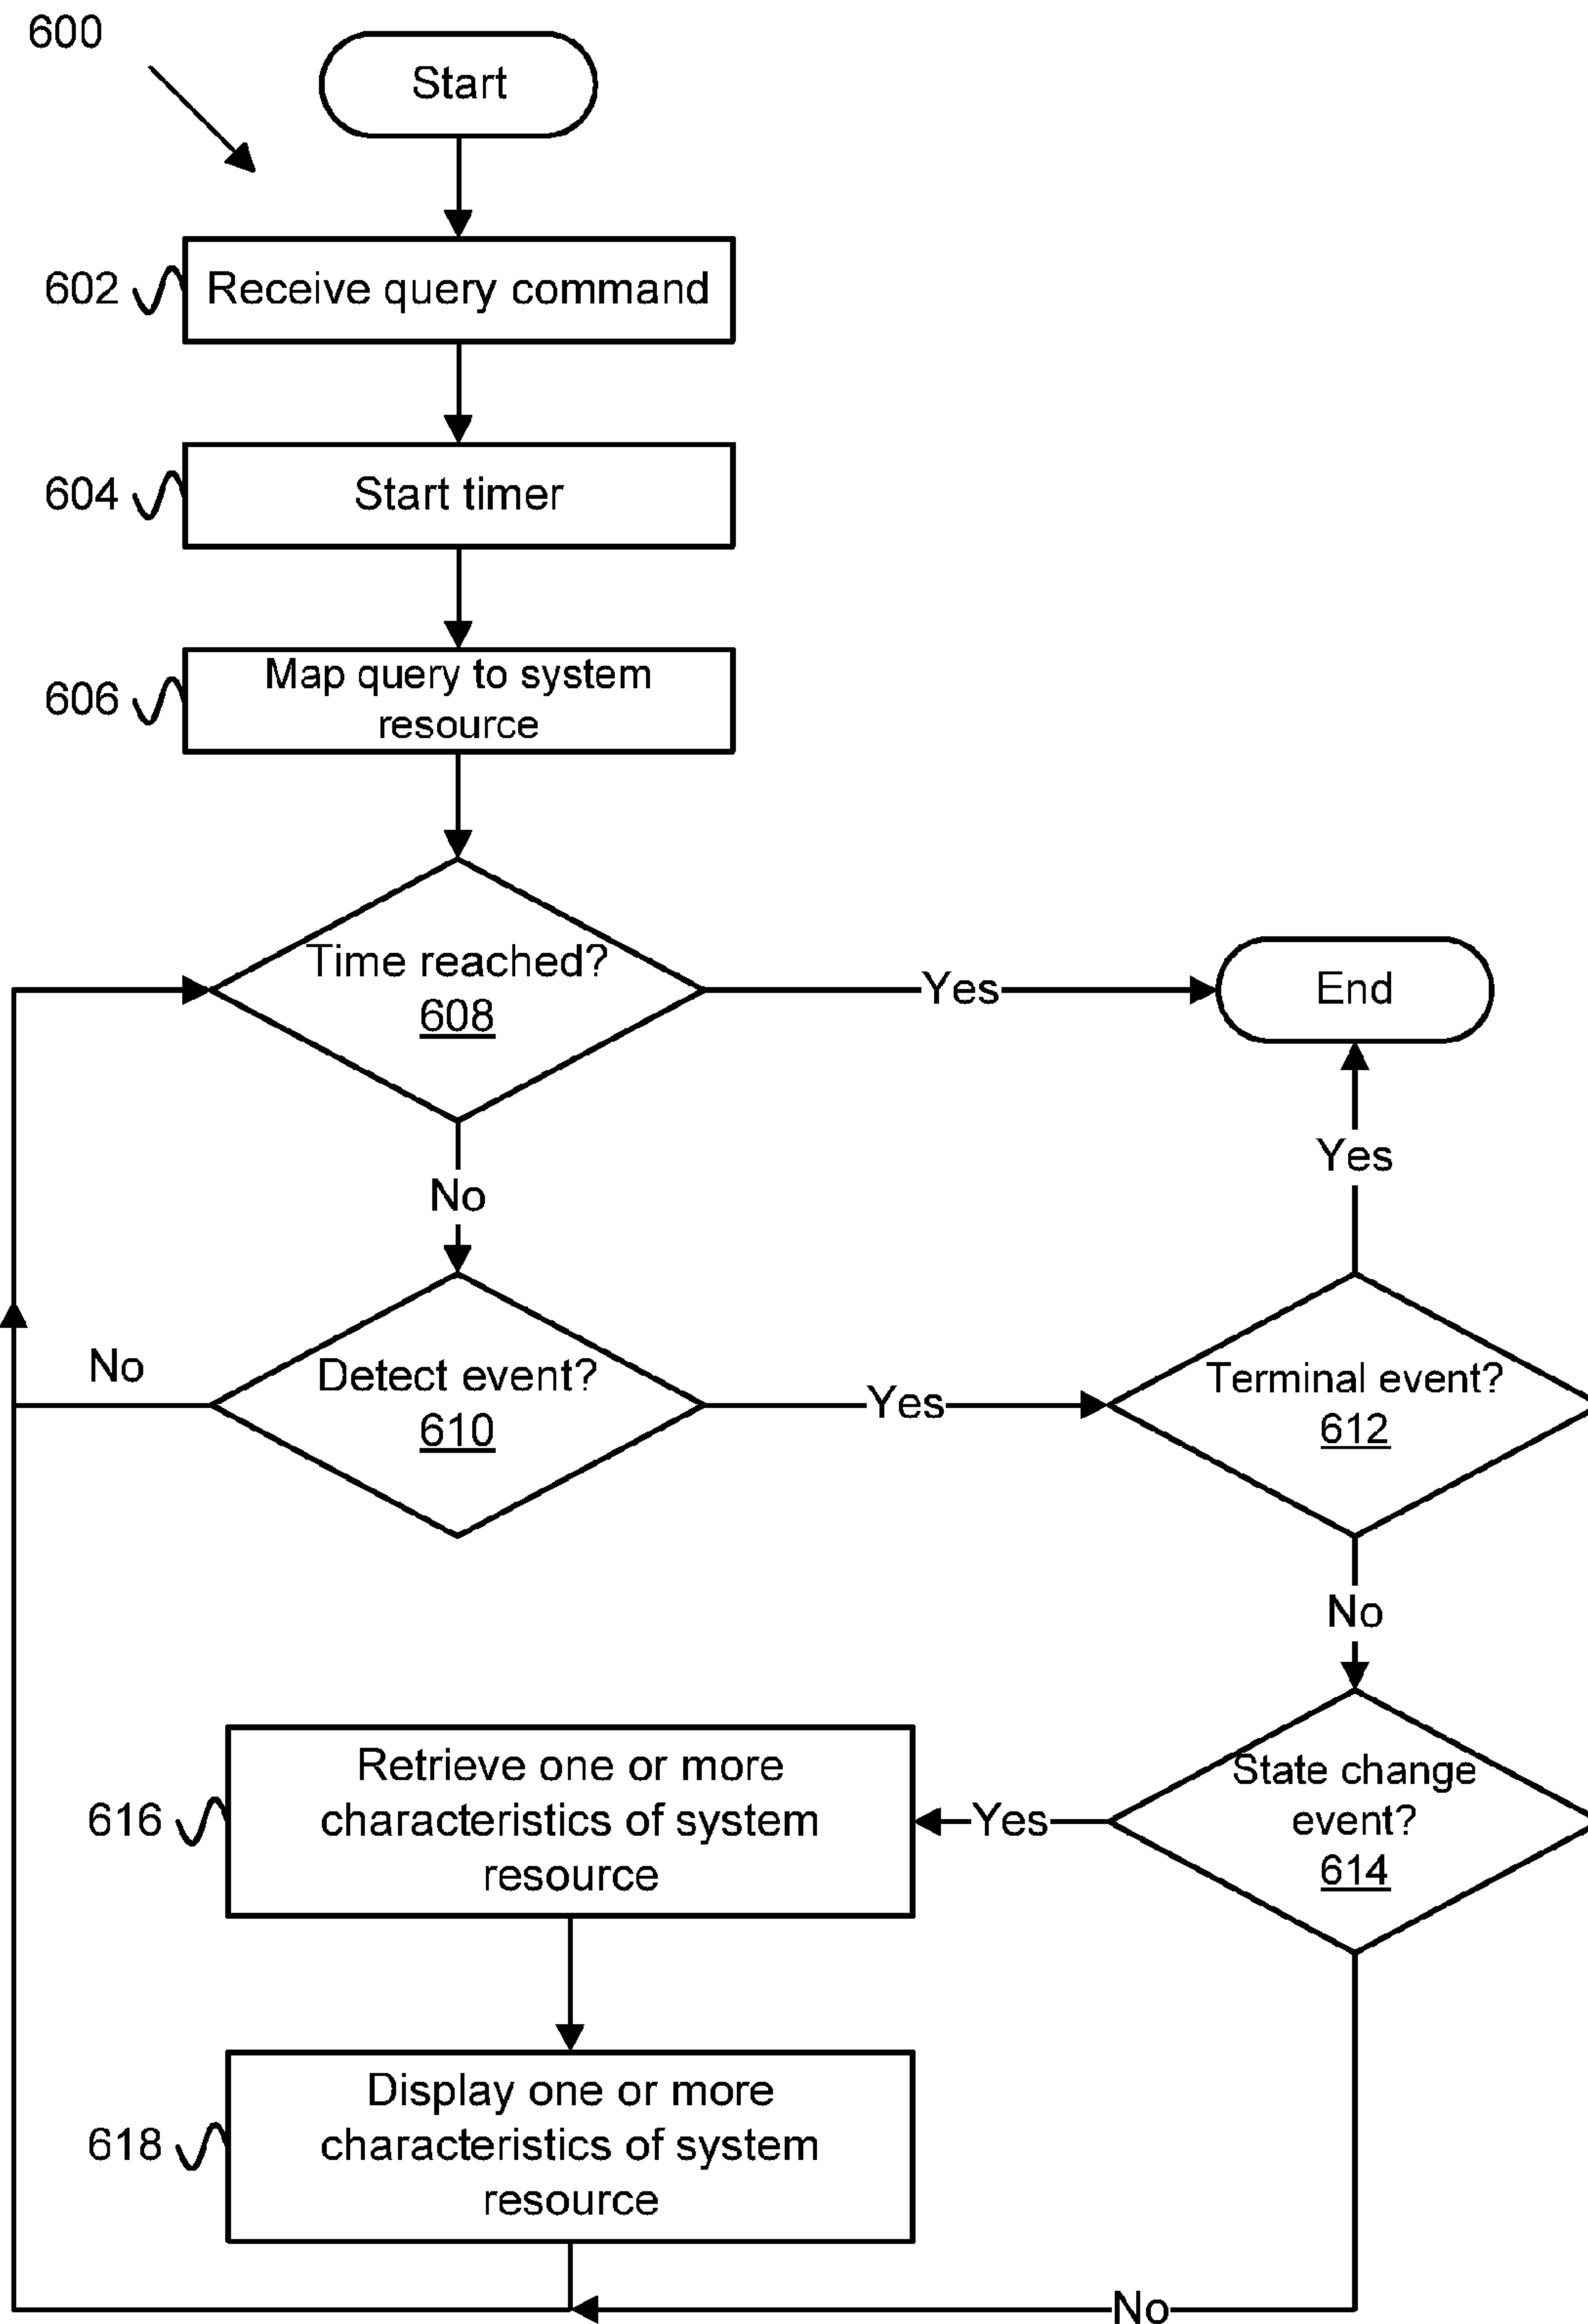 600
Start
602
Receive query command
604
Start timer
606
Map query to system
resource
Time reached?
608
Yes
End
No
Yes
No
Detect event?
610
Yes
Terminal event?
612
No
616
Retrieve one or more
characteristics of system
resource
Yes
State change
event?
614
618
Display one or more
characteristics of system
resource
No